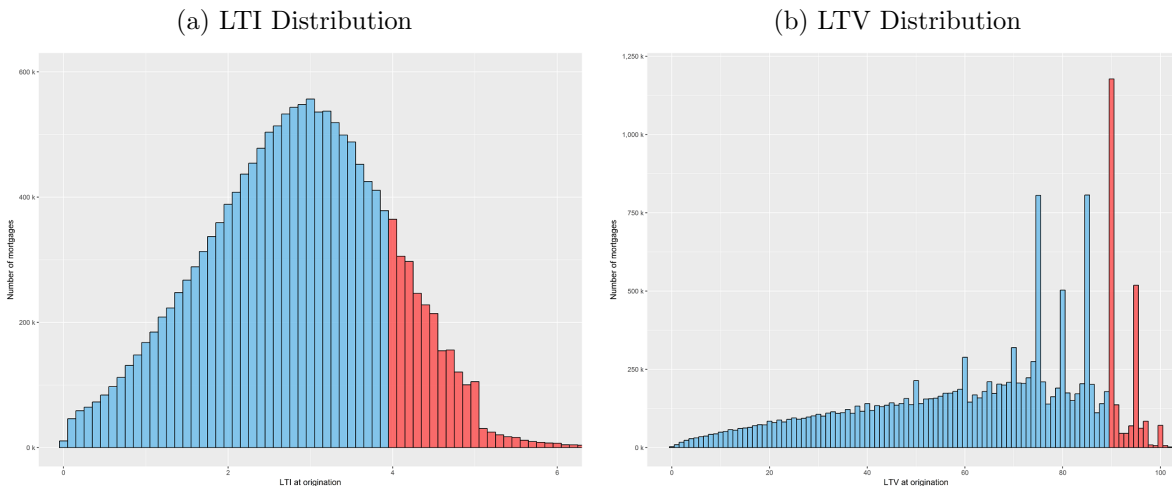 (a) LTI Distribution
600 k
400 k
200 k
0 k
Number of mortgages
0
2
4
6
LTI at origination
(b) LTV Distribution
1,250 k
1,000 k
750 k
500 k
250 k
0 k
Number of mortgages
0
20
40
60
80
100
LTV at origination